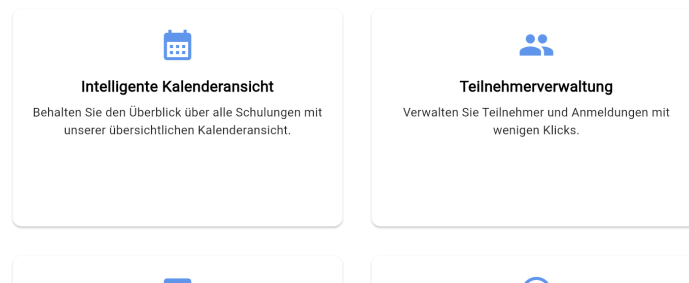 Intelligente Kalenderansicht
Behalten Sie den Überblick über alle Schulungen mit
unserer übersichtlichen Kalenderansicht.
Teilnehmerverwaltung
Verwalten Sie Teilnehmer und Anmeldungen mit
wenigen Klicks.